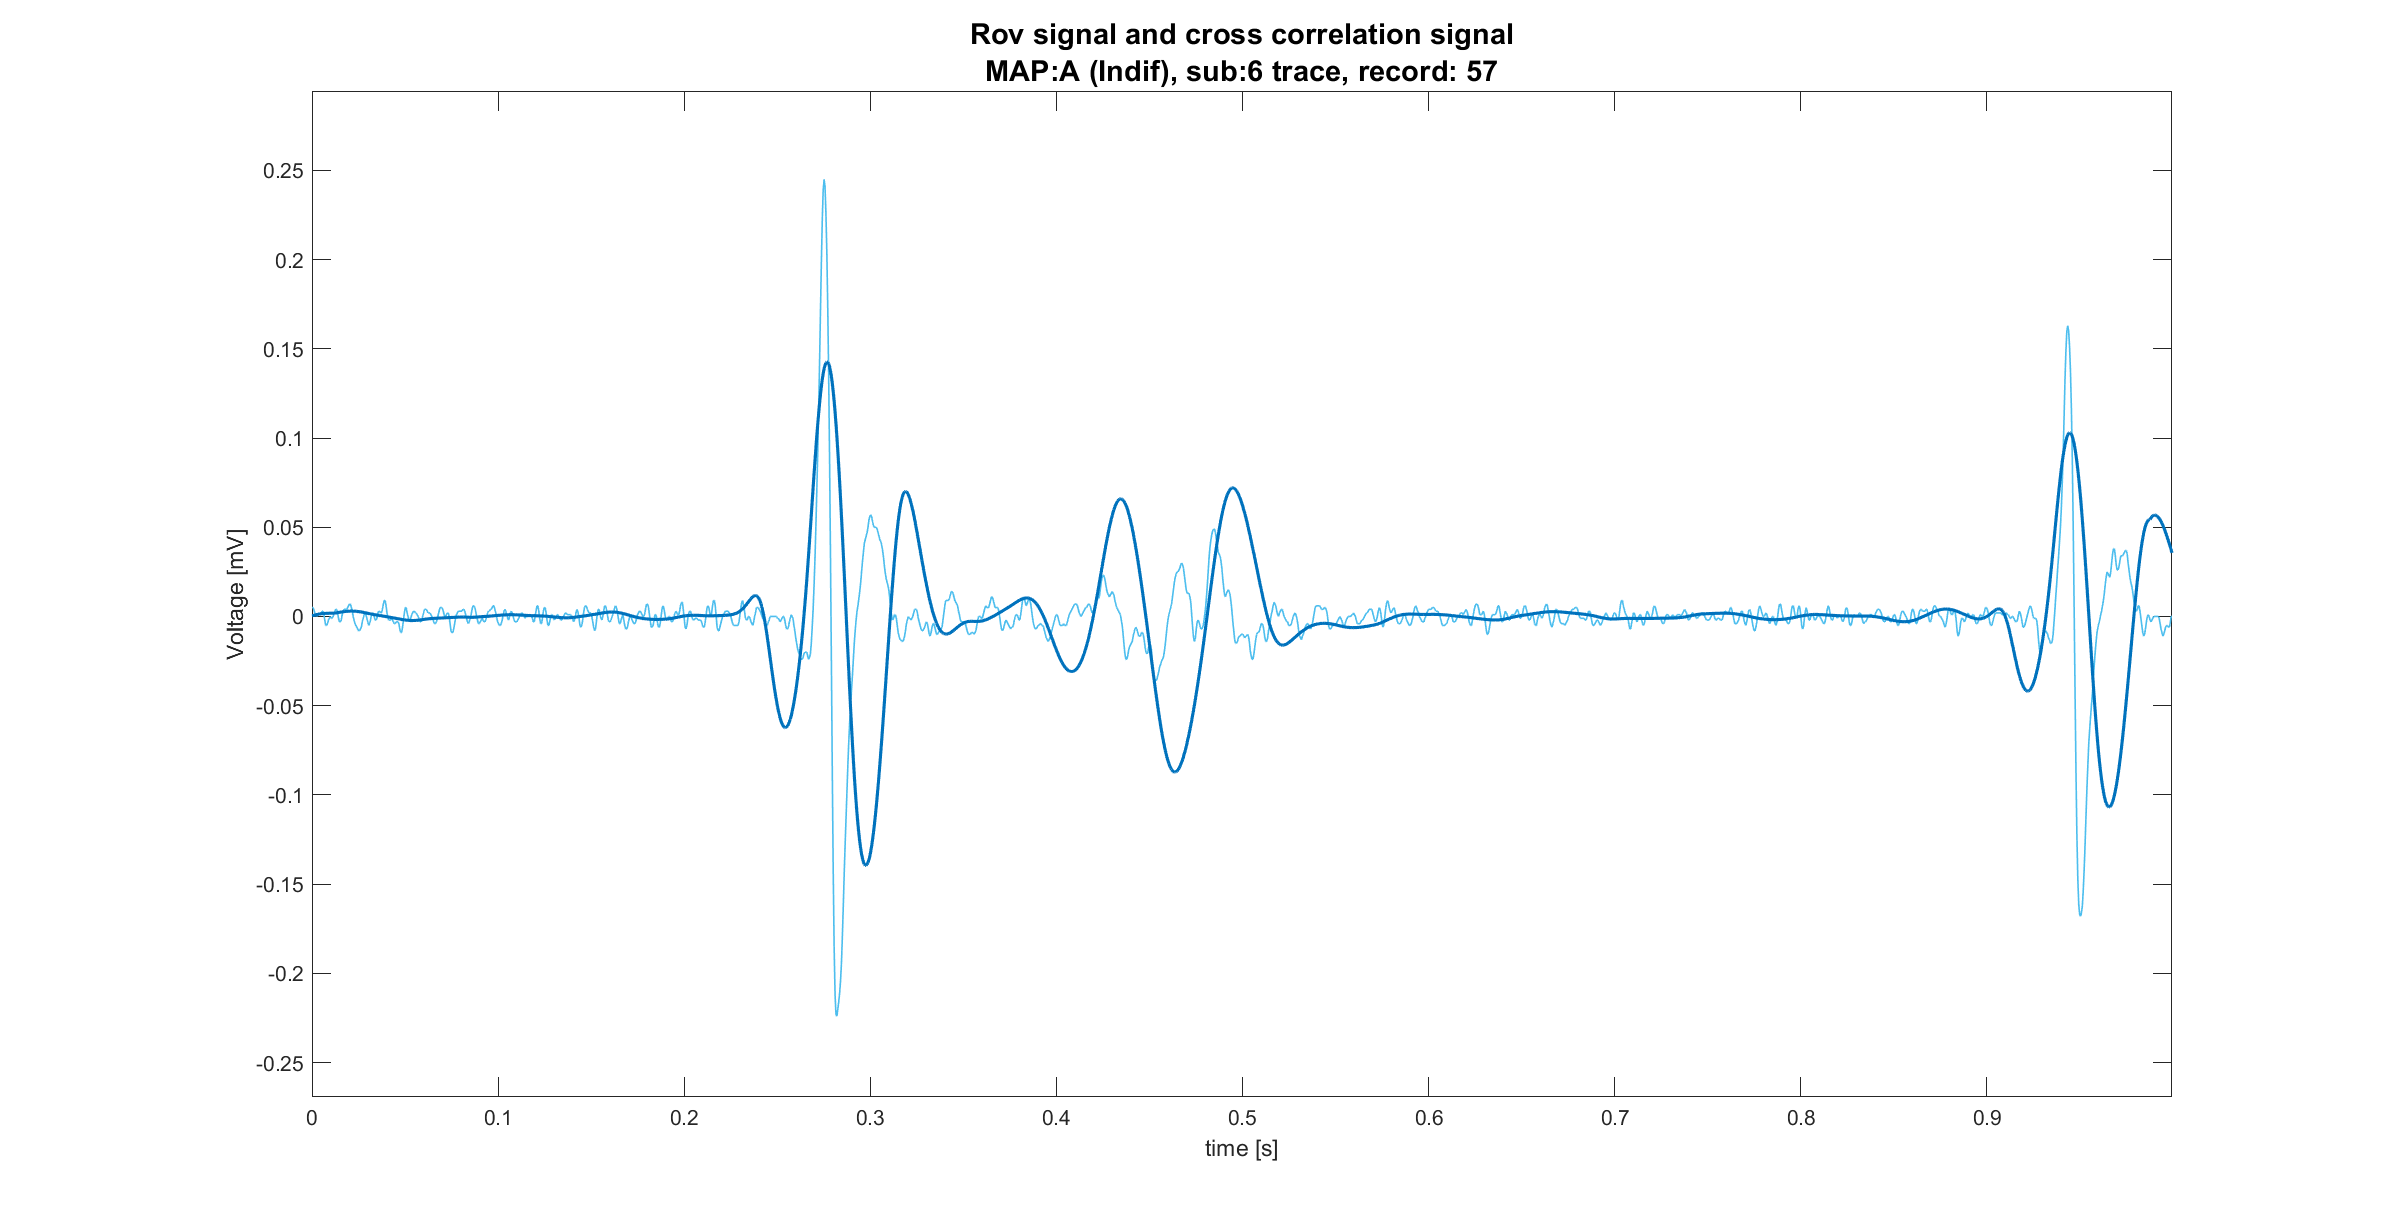 Rov signal and cross correlation signal
MAP:A (Indif), sub:6 trace, record: 57
0.25
0.2
0.15
0.1
0.05
0
-0.05
-0.1
-0.15
-0.2
-0.25
Voltage [mV]
0 0.1 0.2 0.3 0.4 0.5 0.6 0.7 0.8 0.9
time [s]